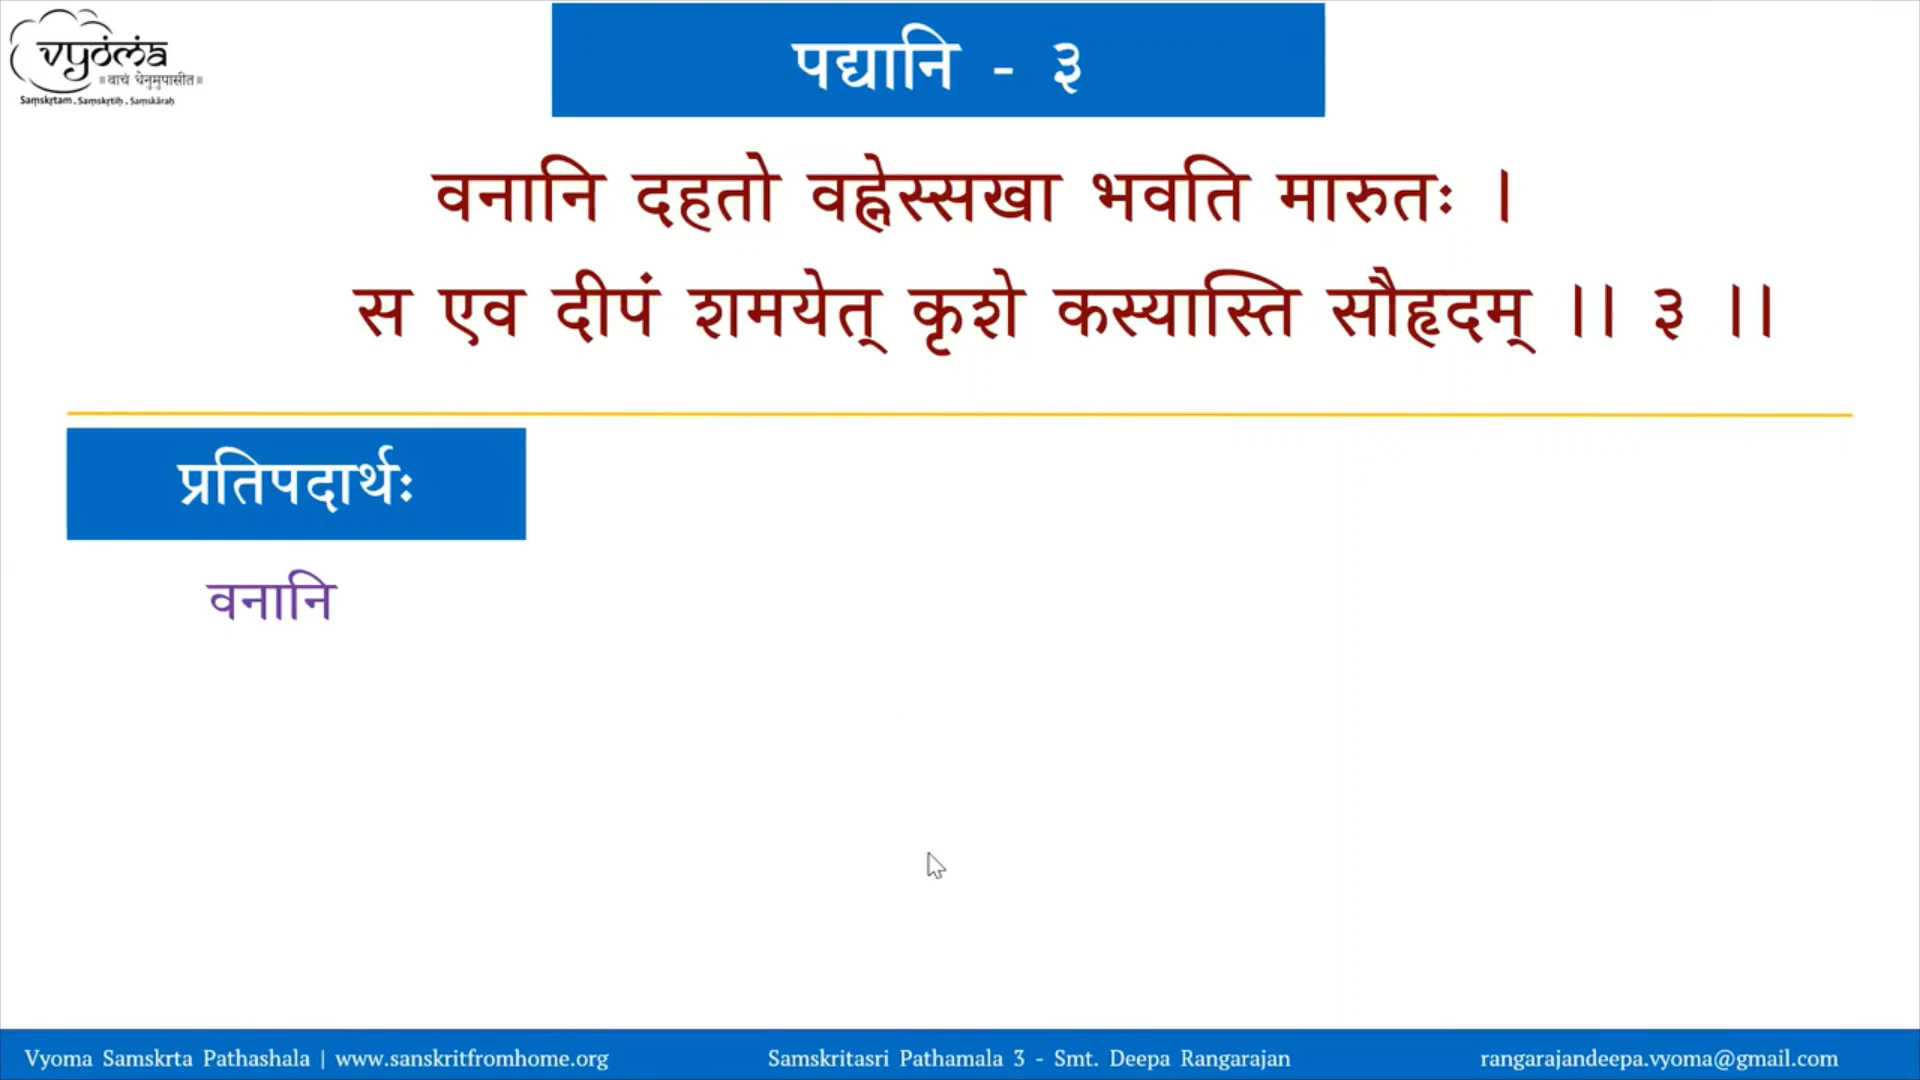 vyoma
॥ वाचं धेनुमुपासीत ॥
Saṃskṛtam . Saṃskṛtiḥ . Saṃskāraḥ
पद्यानि - ३
वनानि दहतो वह्नेस्सखा भवति मारुतः ।
स एव दीपं शमयेत् कृशे कस्यास्ति सौहृदम् ।। ३ ।।
प्रतिपदार्थः
वनानि
Vyoma Samskrta Pathashala | www.sanskritfromhome.org
Samskritasri Pathamala 3 - Smt. Deepa Rangarajan
rangarajandeepa.vyoma@gmail.com